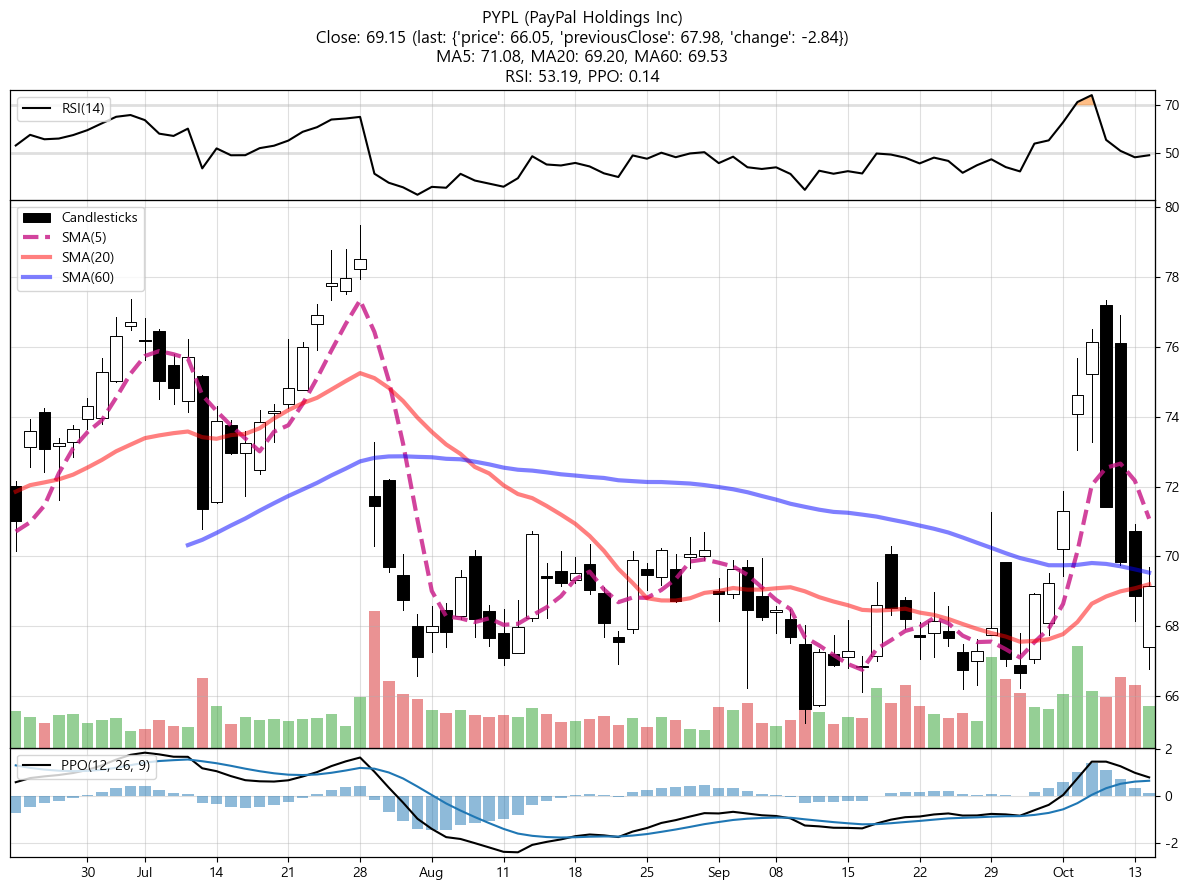 PYPL (PayPal Holdings Inc)
Close: 69.15 (last: {'price': 66.05, 'previousClose': 67.98, 'change': -2.84})
MA5: 71.08, MA20: 69.20, MA60: 69.53
RSI: 53.19, PPO: 0.14
RSI(14)
70
50
Candlesticks
SMA(5)
SMA(20)
SMA(60)
80
78
76
74
72
70
68
66
PPO(12, 26, 9)
2
0
-2
30 Jul 14 21 28 Aug 11 18 25 Sep 08 15 22 29 Oct 13